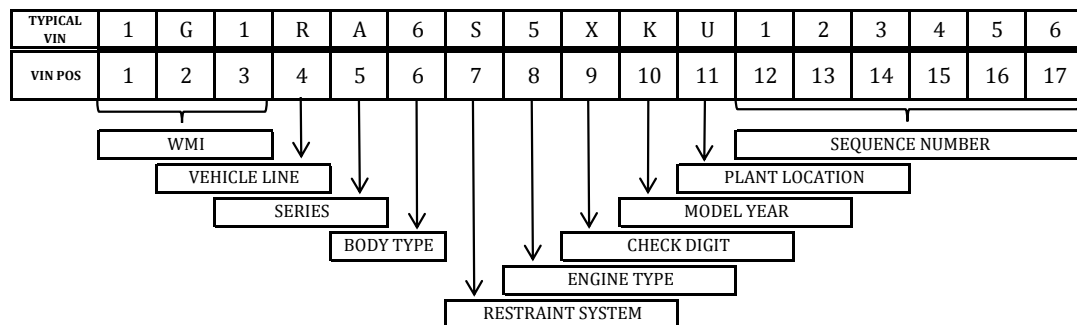 TYPICAL VIN 1 G 1 R A 6 S 5 X K U 1 2 3 4 5 6
VIN POS 1 2 3 4 5 6 7 8 9 10 11 12 13 14 15 16 17
WMI SEQUENCE NUMBER
VEHICLE LINE PLANT LOCATION
SERIES MODEL YEAR
BODY TYPE CHECK DIGIT
ENGINE TYPE
RESTRAINT SYSTEM